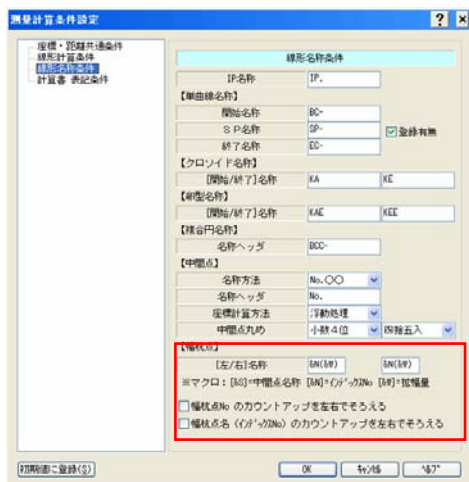 測量計算条件設定
座標・距離共通条件
線形計算条件
線形名称条件
計算書 表記条件
線形名称条件
IP名称 IP.
【単曲線名称】
開始名称 BC-
SP名称 SP- 登録有無
終了名称 EC-
【クロソイド名称】
[開始/終了]名称 KA KE
【卵型名称】
[開始/終了]名称 KAE KEE
【複合円名称】
名称ヘッダ BCC-
【中間点】
名称方法 No.○○
名称ヘッダ No.
座標計算方法 浮動処理
中間点丸め 小数4位 四捨五入
【幅杭点】
[左/右]名称 &N(&W) &N(&W)
※マクロ:[&S]=中間点名称 [&N]=インデックスNo [&W]=拡幅量
幅杭点No のカウントアップを左右でそろえる
幅杭点名(インデックスNo)のカウントアップを左右でそろえる
初期値に登録(S) OK キャンセル ヘルプ